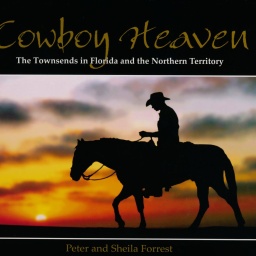 Cowboy Heaven
The Townsends in Florida and the Northern Territory
Peter and Sheila Forrest